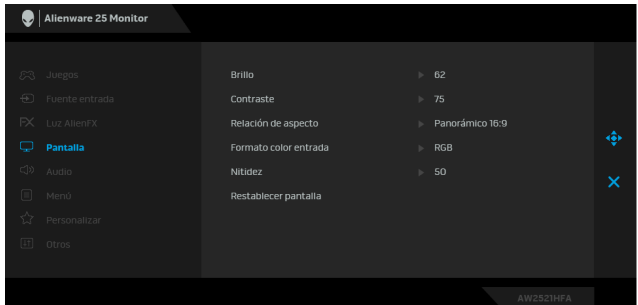 Alienware 25 Monitor
Juegos
Brillo 62
Fuente entrada
Contraste 75
FX Luz AlienFX
Relación de aspecto Panorámico 16:9
Pantalla
Formato color entrada RGB
Audio
Nitidez 50
Menú
Restablecer pantalla
Personalizar
Otros
AW2521HFA